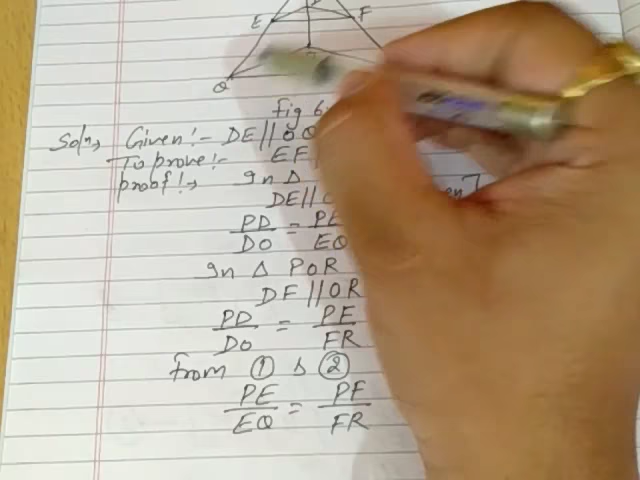 E F
Q
fig 6.
Soln, Given:- DE||OQ
To prove:- EF
proof:→ In Δ
DE||
PD/DO = PE/EQ
In Δ POR
DF||OR
PD/DO = PF/FR
from ① & ②
PE/EQ = PF/FR